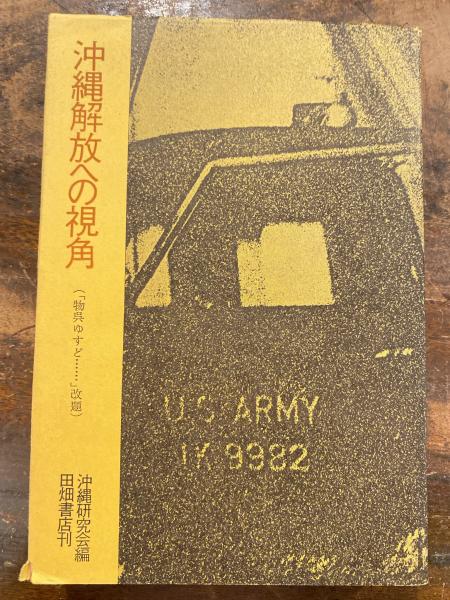 沖縄解放への視角
(「物呉ゆすど……」改題)
沖縄研究会編
田畑書店刊
U.S. ARMY
1K 9982